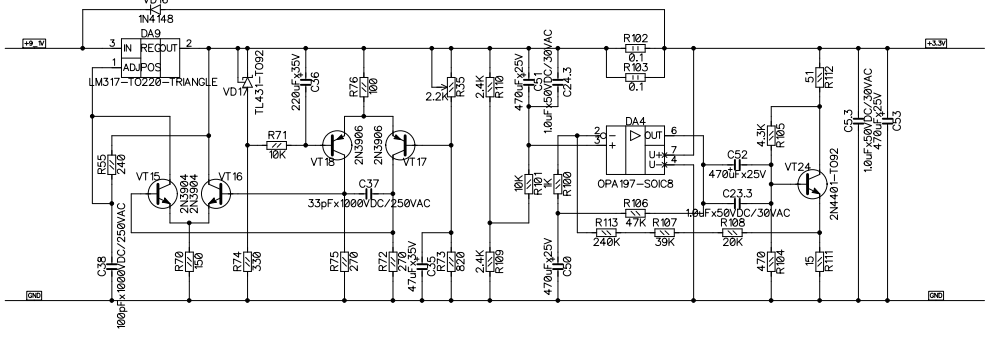 VD16
1N4148
+9_1V
DA9
3 IN REG OUT 2
1 ADJ POS
LM317-TO220-TRIANGLE
VD17
TL431-TO92
220uFx35V
C36
R76
100
2.2K
R35
2.4K
R110
470uFx25V
C51
1.0uFx50VDC/30VAC
C24.3
R102
0.1
R103
0.1
+3.3V
51
R112
C5.3
1.0uFx50VDC/30VAC
470uFx25V
C53
R71
10K
VT18
2N3906
2N3906
VT17
DA4
2
3
+
OUT 6
U+ 7
U- 4
OPA197-SOIC8
4.3K
R105
C52
470uFx25V
VT24
2N4401-TO92
C23.3
1.0uFx50VDC/30VAC
R55
240
VT15
2N3904
2N3904
VT16
C37
33pFx1000VDC/250VAC
10K
R101
1K
R100
R106
47K
R113
240K
R107
39K
R108
20K
C38
100pFx1000VDC/250VAC
R70
150
R74
330
R75
270
R72
270
47uFx35V
C35
R73
820
2.4K
R109
470uFx25V
C50
470
R104
15
R111
GND
GND